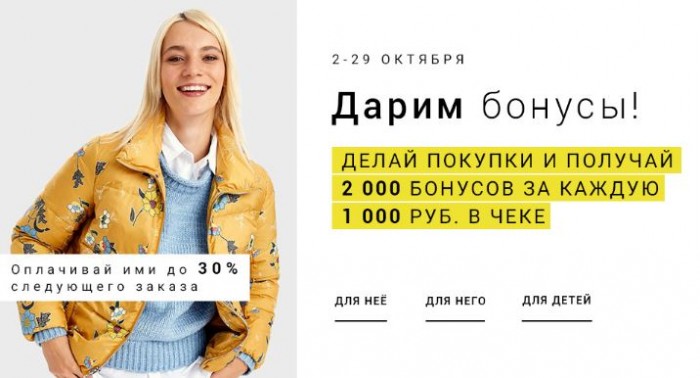 2-29 ОКТЯБРЯ
Дарим бонусы!
ДЕЛАЙ ПОКУПКИ И ПОЛУЧАЙ
2 000 БОНУСОВ ЗА КАЖДУЮ
1 000 РУБ. В ЧЕКЕ
Оплачивай ими до 30%
следующего заказа
ДЛЯ НЕЁ ДЛЯ НЕГО ДЛЯ ДЕТЕЙ